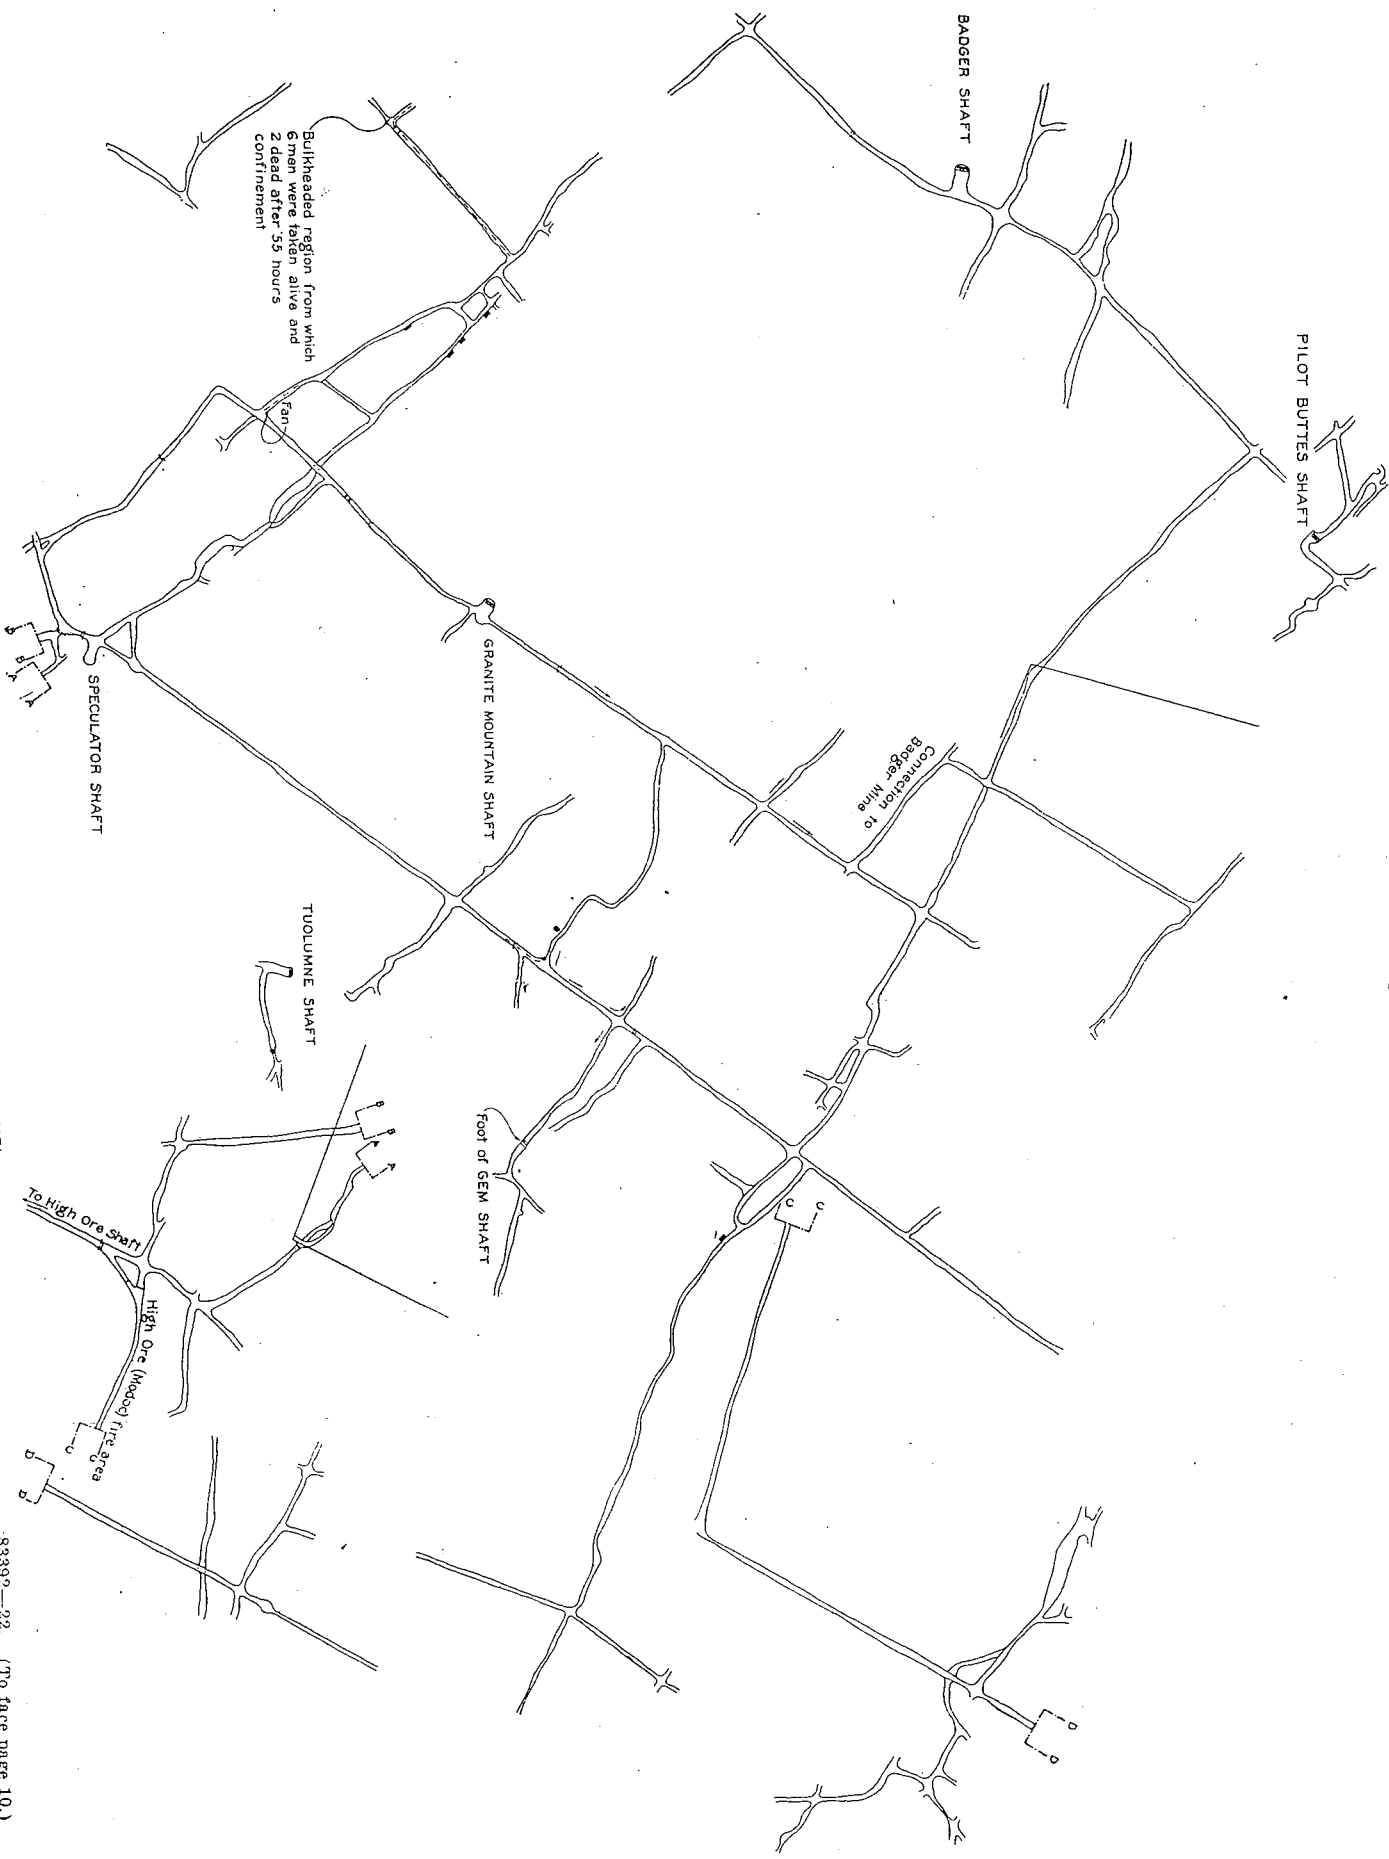 BADGER SHAFT
PILOT BUTTES SHAFT
Bulkheaded region from which
6 men were taken alive and
2 dead after 55 hours
confinement
Fan
GRANITE MOUNTAIN SHAFT
SPECULATOR SHAFT
Connection to
Badger Mine
TUOLUMNE SHAFT
Foot of GEM SHAFT
To High Ore Shaft
High Ore (Modoc) fire area
B
B
A
A
B
B
A
A
C
C
C
C
D
D
D
D
83392—22. (To face page 10.)